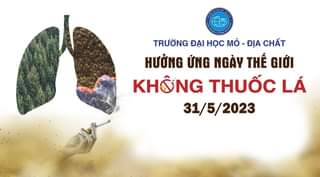 TRƯỜNG ĐẠI HỌC MỎ - ĐỊA CHẤT
HƯỞNG ỨNG NGÀY THẾ GIỚI
KHÔNG THUỐC LÁ
31/5/2023